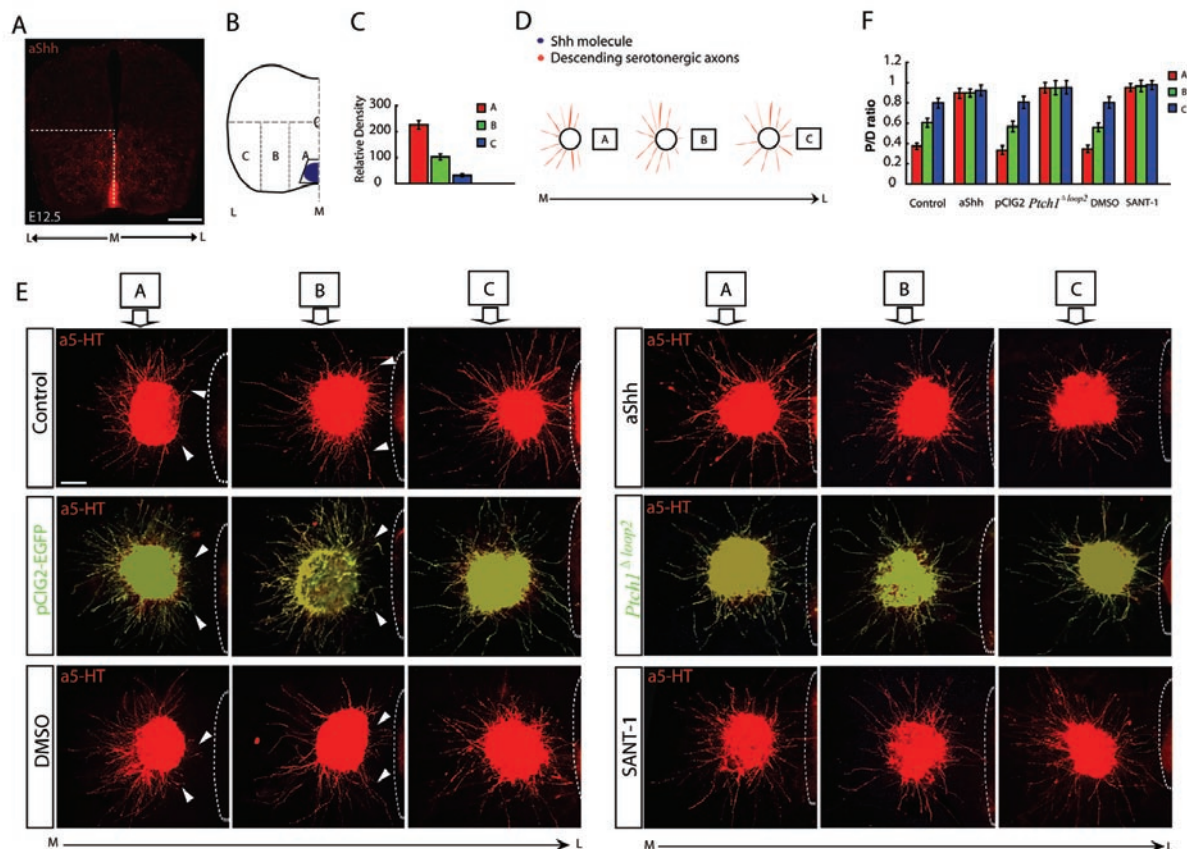 A
aShh
E12.5
L M L
B
C B A
L M
C
Relative Density
300
200
100
0
A
B
C
D
Shh molecule
Descending serotonergic axons
A B C
M L
F
P/D ratio
1.2
1
0.8
0.6
0.4
0.2
0
A
B
C
Control aShh pCIG2 Ptch1Δloop2 DMSO SANT-1
E
A B C
A B C
Control
a5-HT
aShh
pCIG2-EGFP
a5-HT
Ptch1Δloop2
a5-HT
DMSO
a5-HT
SANT-1
a5-HT
M L
M L